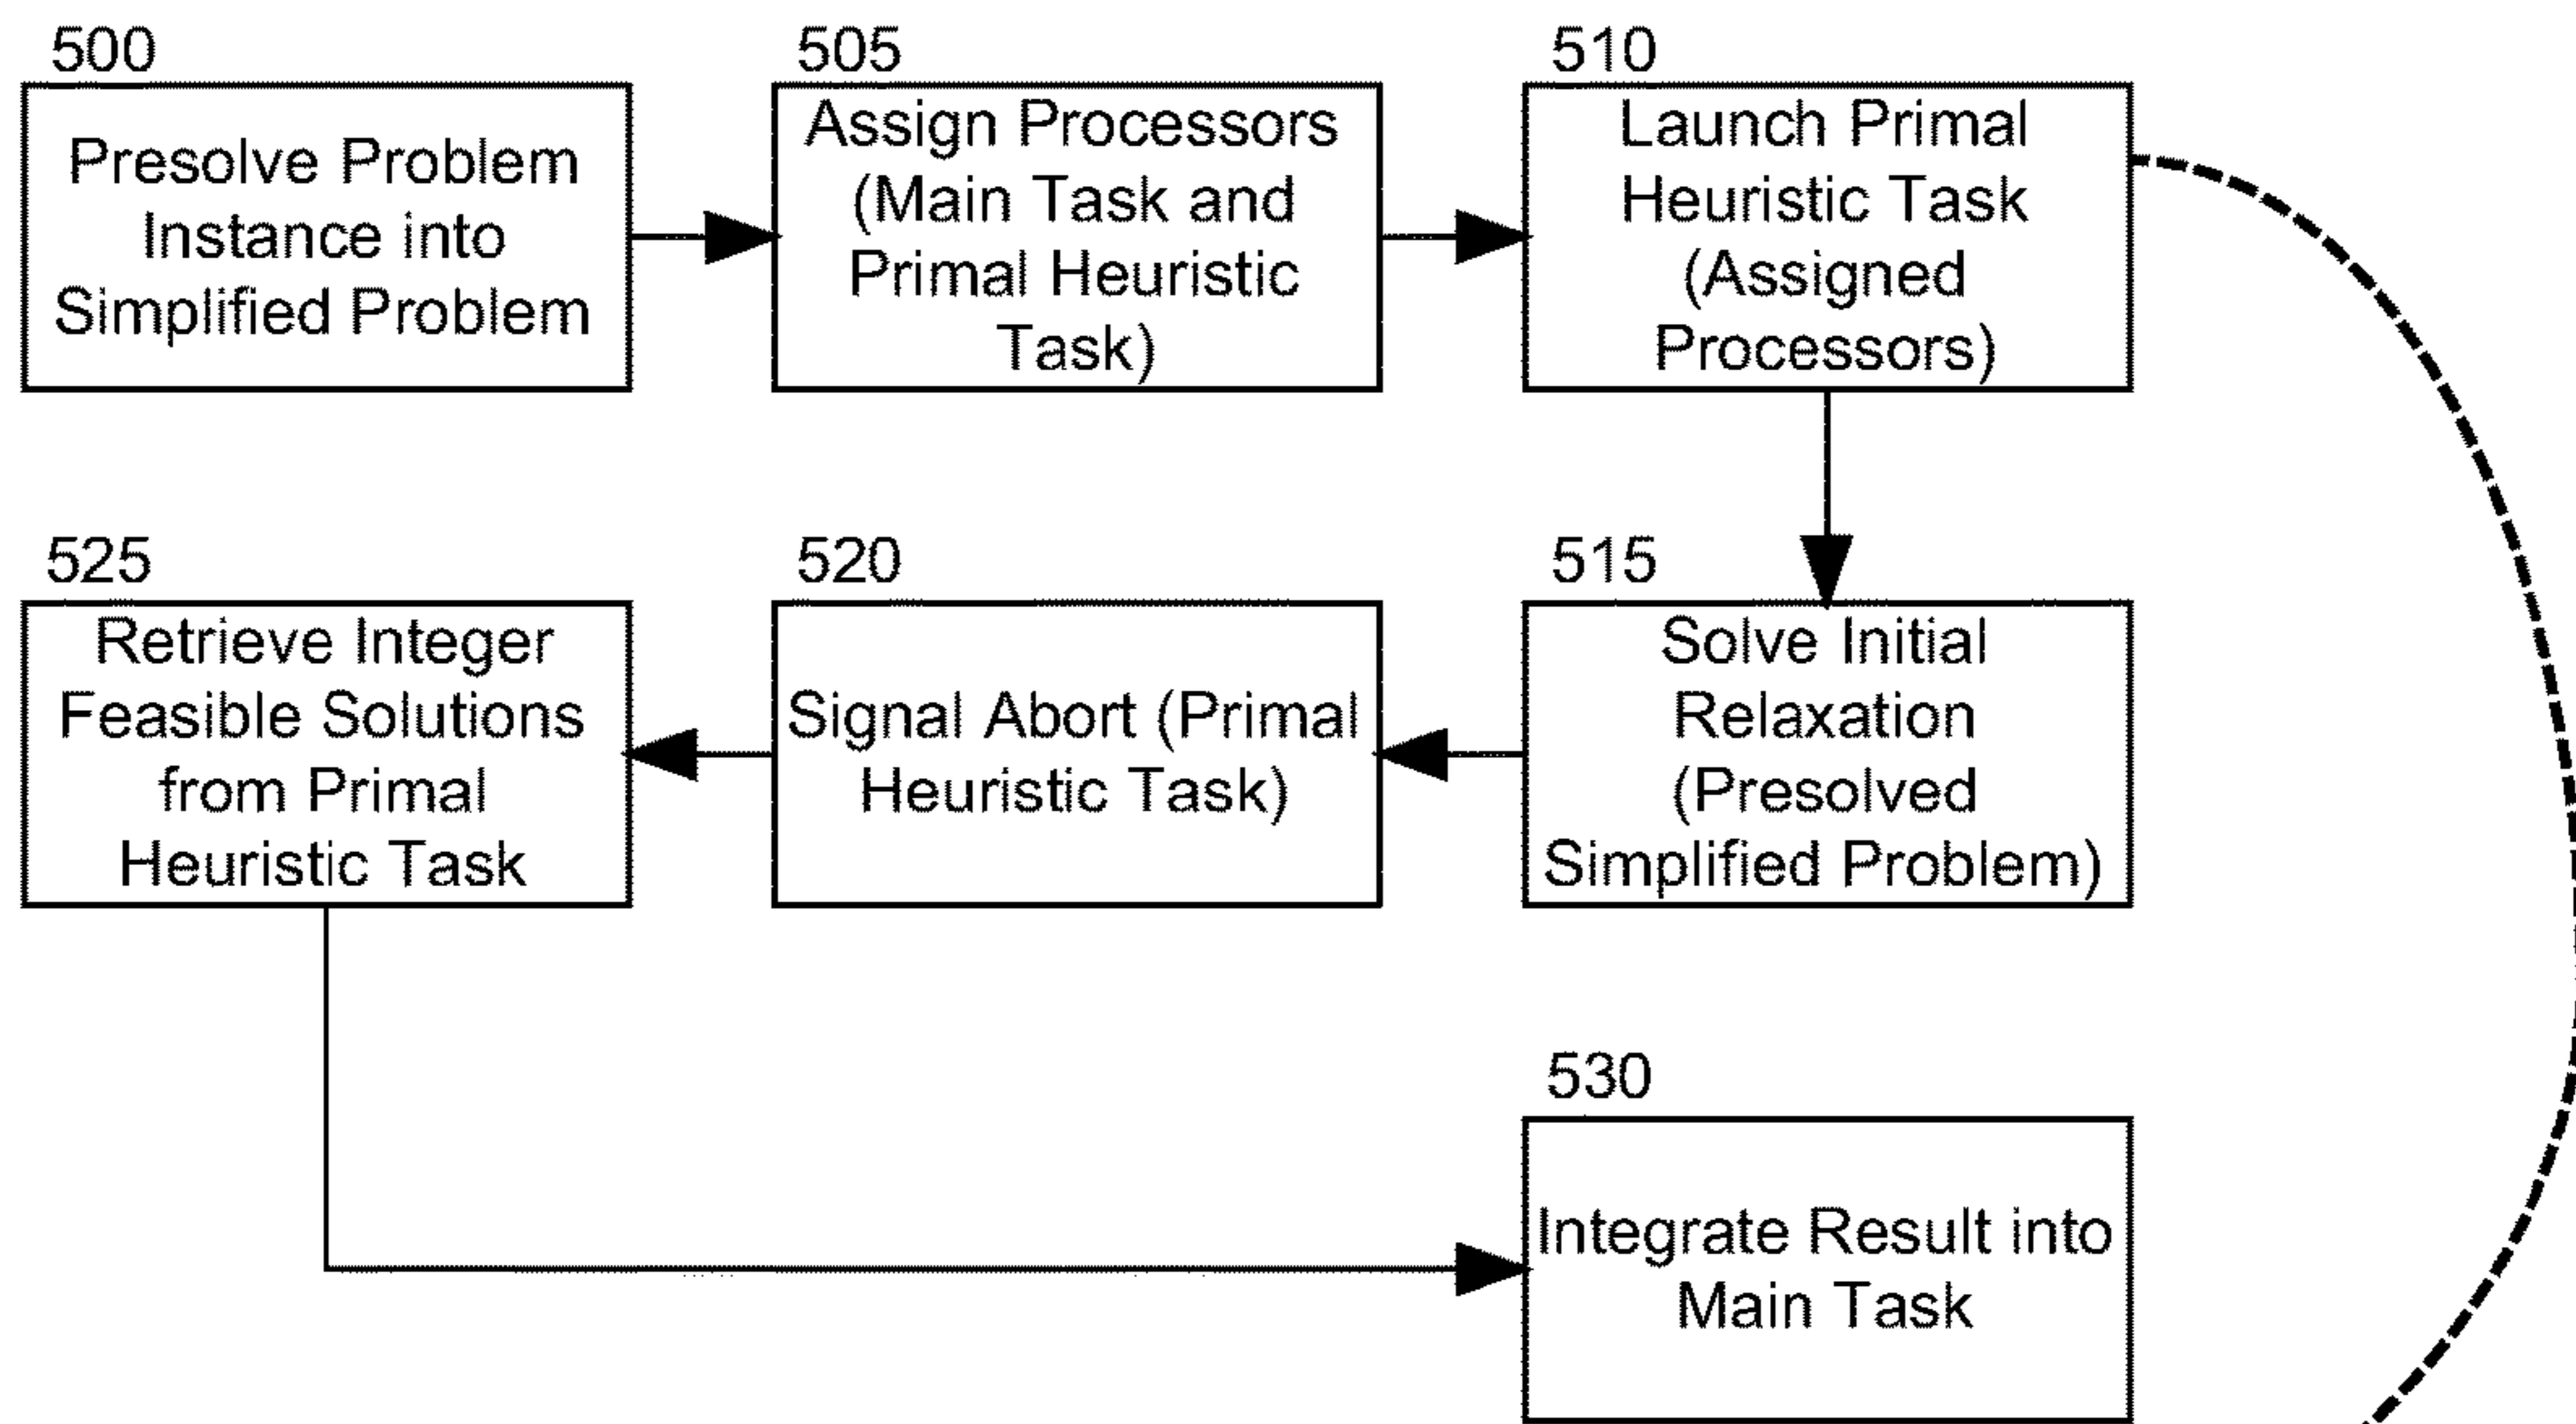 500
Presolve Problem
Instance into
Simplified Problem
505
Assign Processors
(Main Task and
Primal Heuristic
Task)
510
Launch Primal
Heuristic Task
(Assigned
Processors)
515
Solve Initial
Relaxation
(Presolved
Simplified Problem)
520
Signal Abort (Primal
Heuristic Task)
525
Retrieve Integer
Feasible Solutions
from Primal
Heuristic Task
530
Integrate Result into
Main Task